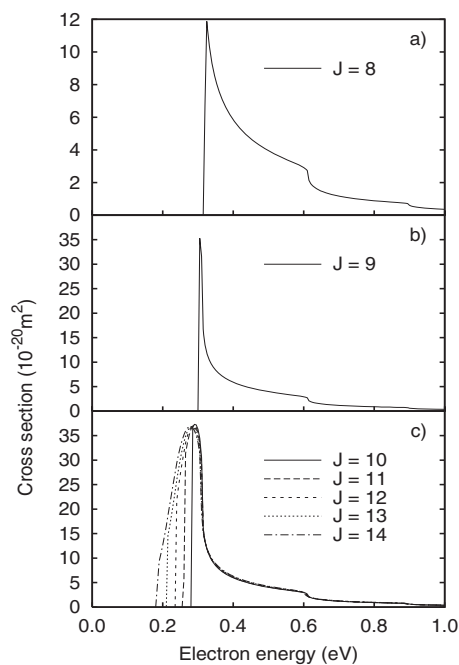 12
10
8
6
4
2
0
a)
J = 8
35
30
25
20
15
10
5
0
b)
J = 9
35
30
25
20
15
10
5
0
c)
J = 10
J = 11
J = 12
J = 13
J = 14
Cross section (10⁻²⁰m²)
0.0 0.2 0.4 0.6 0.8 1.0
Electron energy (eV)